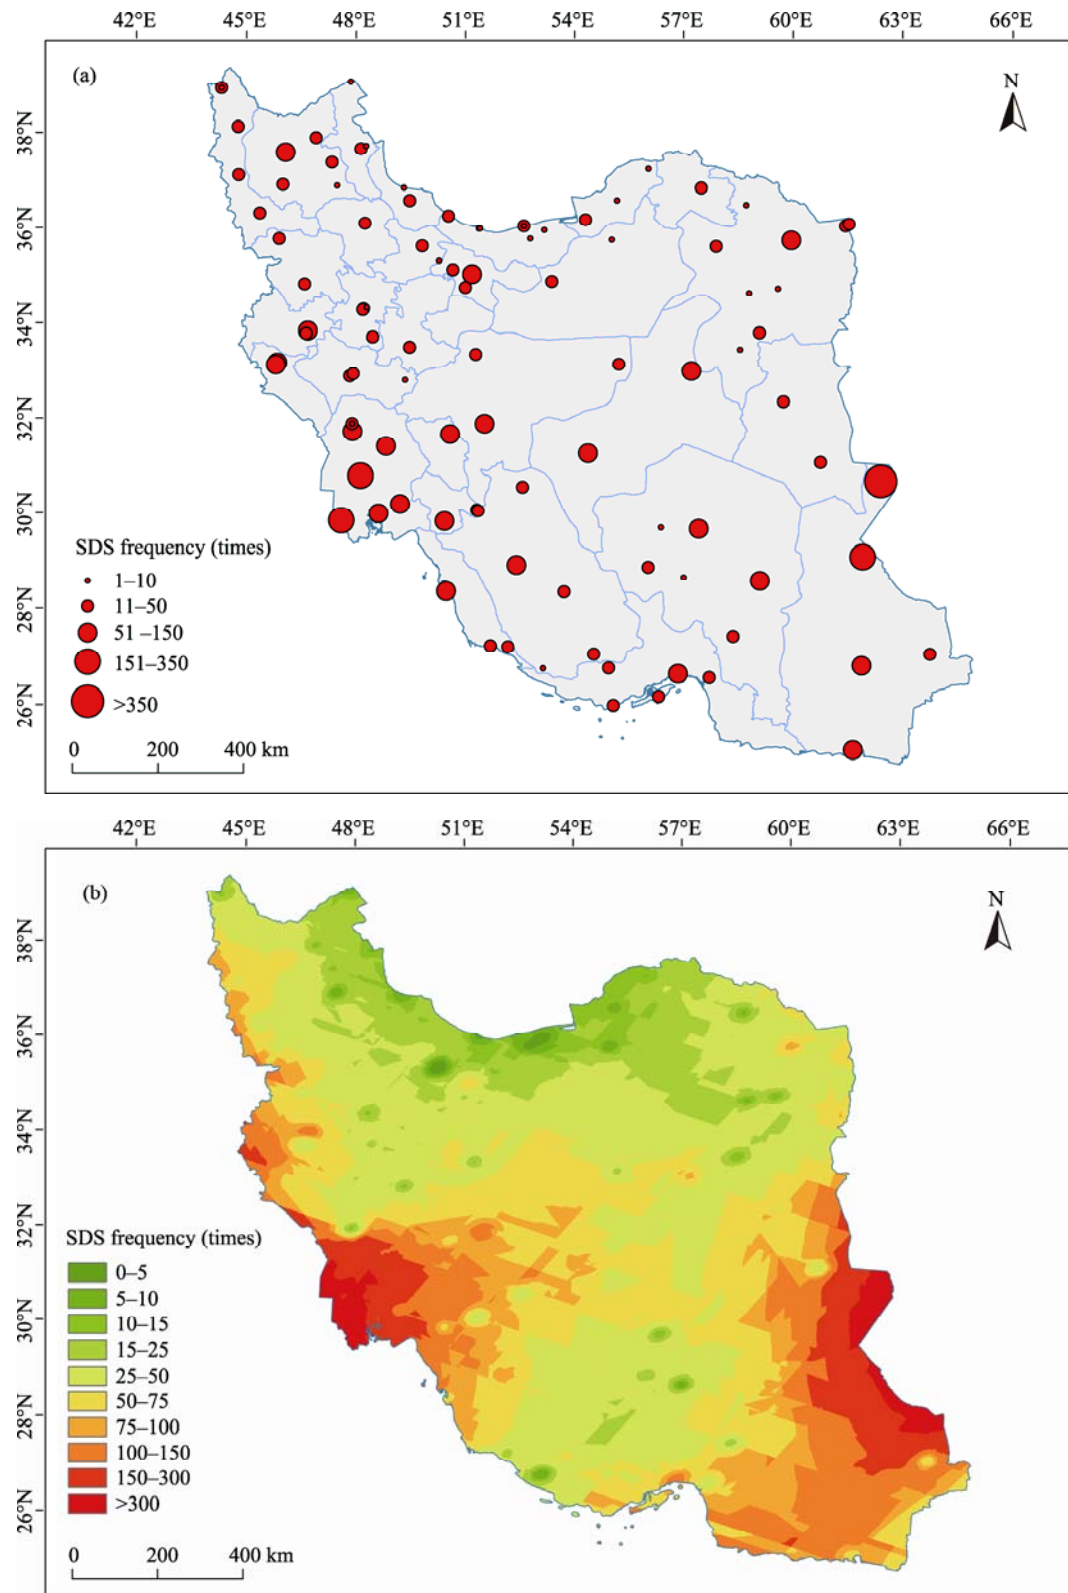 42°E 45°E 48°E 51°E 54°E 57°E 60°E 63°E 66°E
(a)
N
38°N
36°N
34°N
32°N
30°N
28°N
26°N
SDS frequency (times)
1–10
11–50
51 –150
151–350
>350
0 200 400 km
42°E 45°E 48°E 51°E 54°E 57°E 60°E 63°E 66°E
(b)
N
38°N
36°N
34°N
32°N
30°N
28°N
26°N
SDS frequency (times)
0–5
5–10
10–15
15–25
25–50
50–75
75–100
100–150
150–300
>300
0 200 400 km